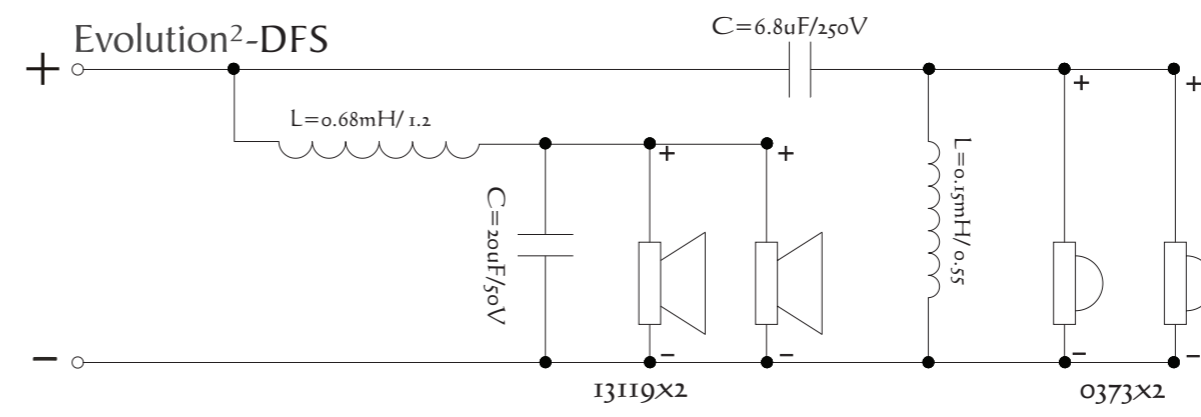 C=6.8uF/250V
Evolution²-DFS
+
+
+
L=0.68mH/1.2
+
+
L=0.15mH/0.55
C=20uF/50V
−
−
−
−
−
13119x2
0373x2